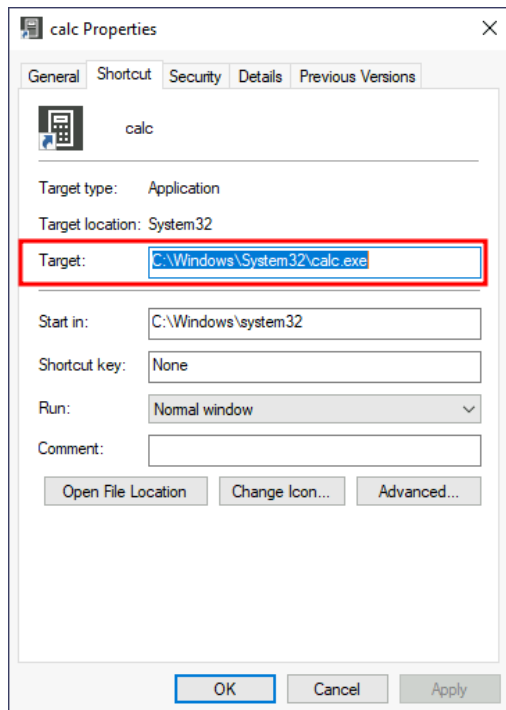 calc Properties
General Shortcut Security Details Previous Versions
calc
Target type: Application
Target location: System32
Target: C:\Windows\System32\calc.exe
Start in: C:\Windows\system32
Shortcut key: None
Run: Normal window
Comment:
Open File Location Change Icon... Advanced...
OK Cancel Apply